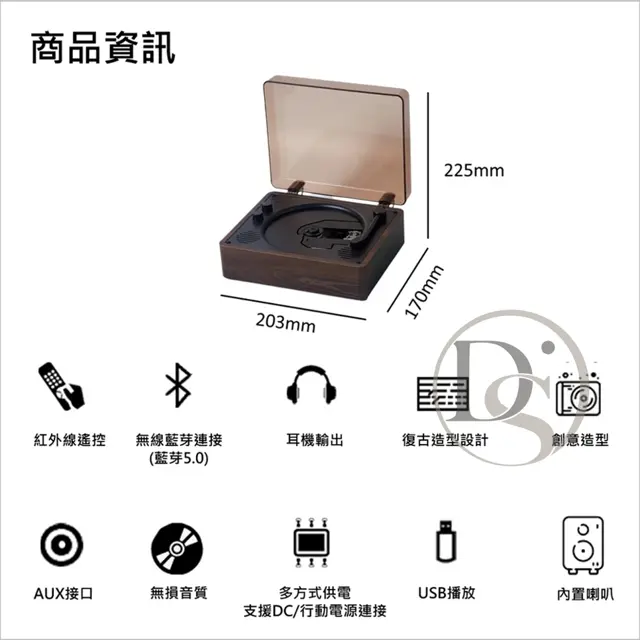 商品資訊
225mm
170mm
203mm
紅外線遙控
無線藍芽連接
(藍芽5.0)
耳機輸出
復古造型設計
創意造型
AUX接口
無損音質
多方式供電
支援DC/行動電源連接
USB播放
內置喇叭
DS